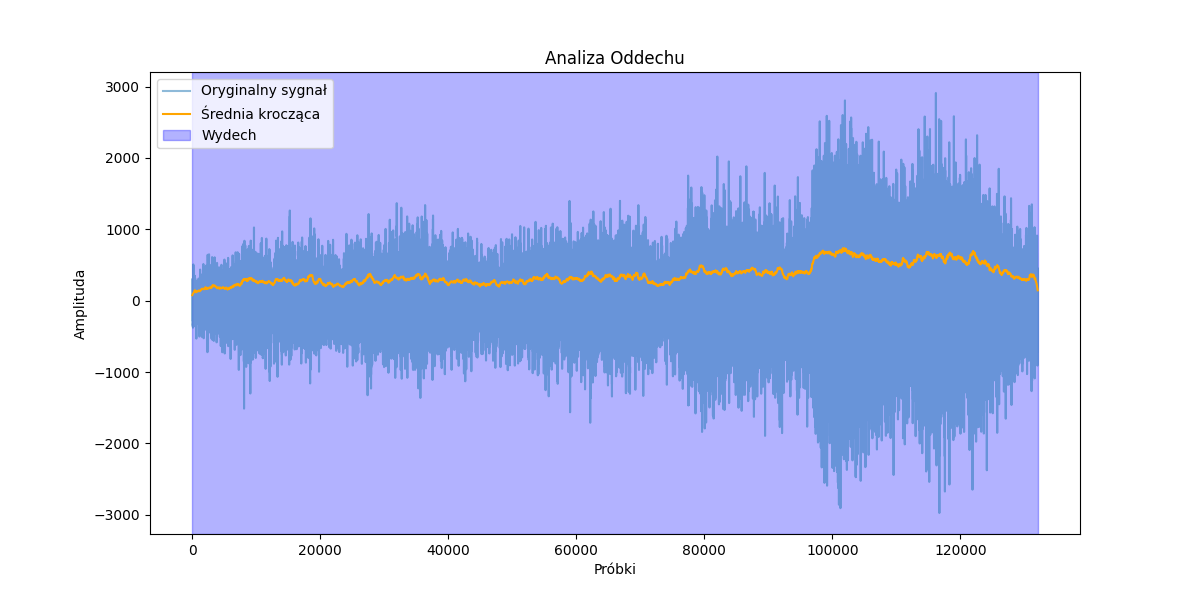 Analiza Oddechu
Oryginalny sygnał
Średnia krocząca
Wydech
Amplituda
3000
2000
1000
0
−1000
−2000
−3000
0 20000 40000 60000 80000 100000 120000
Próbki